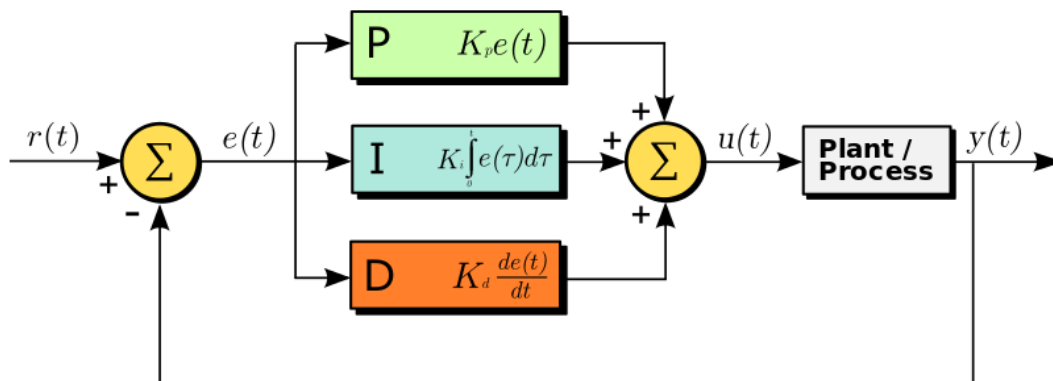 P K_p e(t)
r(t) + - Σ e(t)
I K_i ∫_0^t e(τ)dτ
+ + + Σ u(t)
Plant /
Process
y(t)
D K_d de(t)/dt